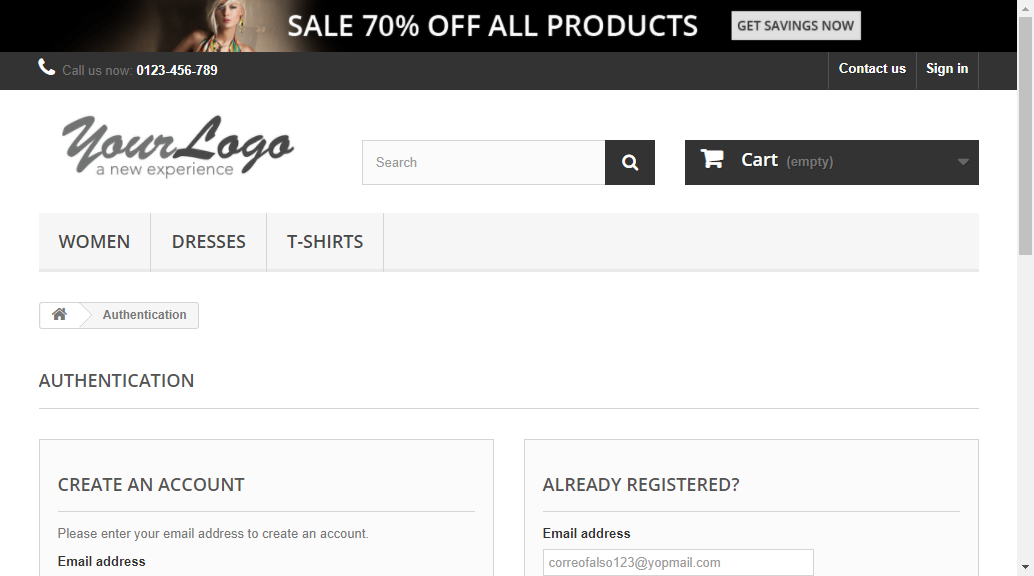 SALE 70% OFF ALL PRODUCTS GET SAVINGS NOW
Call us now: 0123-456-789 Contact us Sign in
YourLogo
a new experience
Search
Cart (empty)
WOMEN DRESSES T-SHIRTS
Authentication
AUTHENTICATION
CREATE AN ACCOUNT
Please enter your email address to create an account.
Email address
ALREADY REGISTERED?
Email address
correofalso123@yopmail.com